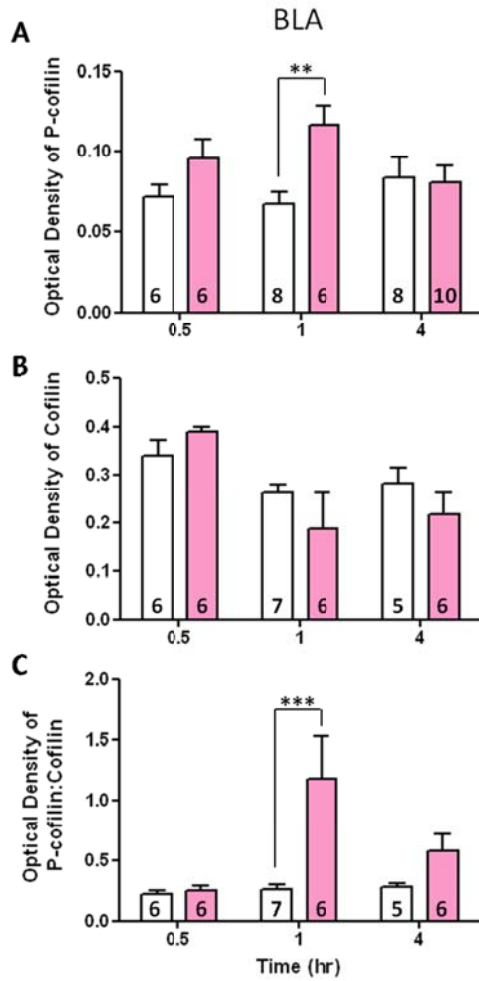 BLA
A
Optical Density of P-cofilin
0.15
0.10
0.05
0.00
**
6 6 8 6 8 10
0.5 1 4
B
Optical Density of Cofilin
0.5
0.4
0.3
0.2
0.1
0.0
6 6 7 6 5 6
0.5 1 4
C
Optical Density of
P-cofilin:Cofilin
2.0
1.5
1.0
0.5
0.0
***
6 6 7 6 5 6
0.5 1 4
Time (hr)